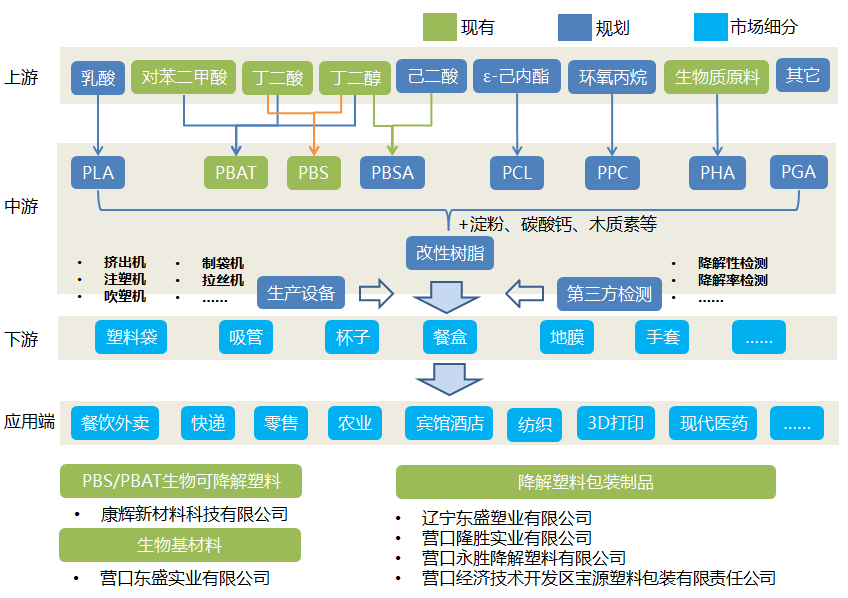 现有
规划
市场细分
上游
乳酸
对苯二甲酸
丁二酸
丁二醇
己二酸
ε-己内酯
环氧丙烷
生物质原料
其它
中游
PLA
PBAT
PBS
PBSA
PCL
PPC
PHA
PGA
+淀粉、碳酸钙、木质素等
改性树脂
• 挤出机
• 注塑机
• 吹塑机
• 制袋机
• 拉丝机
• ......
生产设备
第三方检测
• 降解性检测
• 降解率检测
• ......
下游
塑料袋
吸管
杯子
餐盒
地膜
手套
......
应用端
餐饮外卖
快递
零售
农业
宾馆酒店
纺织
3D打印
现代医药
......
PBS/PBAT生物可降解塑料
• 康辉新材料科技有限公司
生物基材料
• 营口东盛实业有限公司
降解塑料包装制品
• 辽宁东盛塑业有限公司
• 营口隆胜实业有限公司
• 营口永胜降解塑料有限公司
• 营口经济技术开发区宝源塑料包装有限责任公司